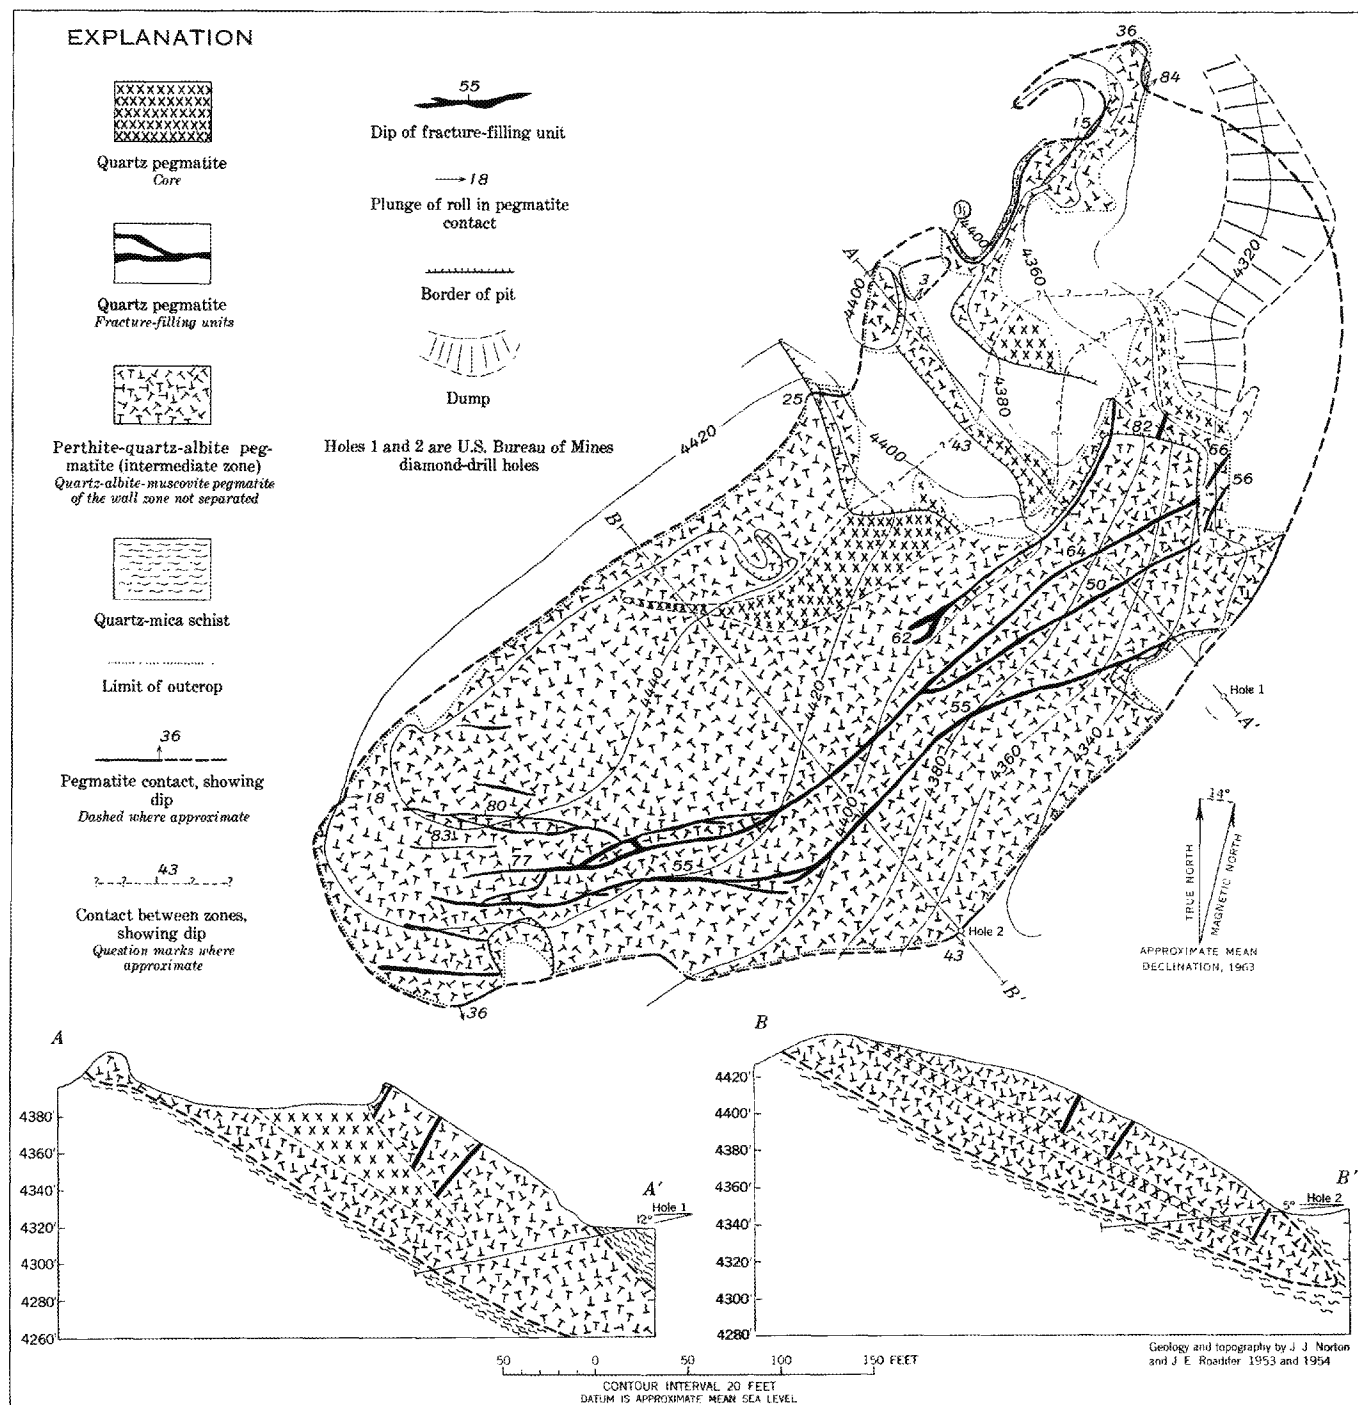 EXPLANATION
Quartz pegmatite
Core
Quartz pegmatite
Fracture-filling units
Perthite-quartz-albite peg-
matite (intermediate zone)
Quartz-albite-muscovite pegmatite
of the wall zone not separated
Quartz-mica schist
Limit of outcrop
36
Pegmatite contact, showing
dip
Dashed where approximate
43
? ? ? ?
Contact between zones,
showing dip
Question marks where
approximate
55
Dip of fracture-filling unit
18
Plunge of roll in pegmatite
contact
Border of pit
Dump
Holes 1 and 2 are U.S. Bureau of Mines
diamond-drill holes
36
84
15
4400
4320
A
4400
3
4360
4380
25
4420
4400
43
82
66
56
B
64
50
62
4440
4420
55
Hole 1
A'
4380
4360
4340
4400
18
80
83
77
55
Hole 2
43
B'
36
14°
TRUE NORTH
MAGNETIC NORTH
APPROXIMATE MEAN
DECLINATION, 1963
A
4380'
4360'
4340'
4320'
4300'
4280'
4260'
A'
Hole 1
12°
B
4420'
4400'
4380'
4360'
4340'
4320'
4300'
4280'
B'
5°
Hole 2
Geology and topography by J J Norton
and J E Roadifer 1953 and 1954
50 0 50 100 150 FEET
CONTOUR INTERVAL 20 FEET
DATUM IS APPROXIMATE MEAN SEA LEVEL